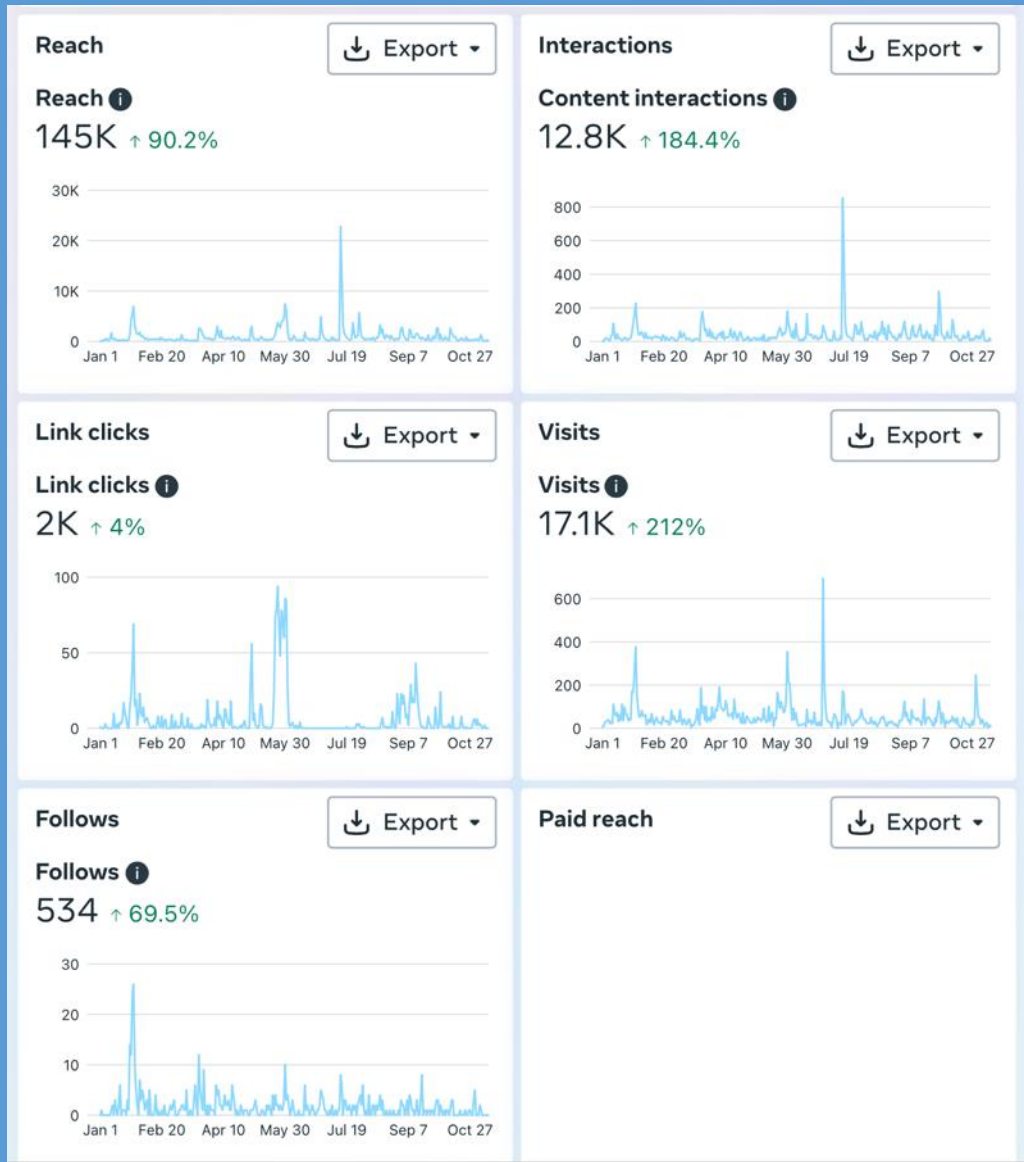 Reach
Export
Reach
145K ↑ 90.2%
30K
20K
10K
0
Jan 1 Feb 20 Apr 10 May 30 Jul 19 Sep 7 Oct 27
Interactions
Export
Content interactions
12.8K ↑ 184.4%
800
600
400
200
0
Jan 1 Feb 20 Apr 10 May 30 Jul 19 Sep 7 Oct 27
Link clicks
Export
Link clicks
2K ↑ 4%
100
50
0
Jan 1 Feb 20 Apr 10 May 30 Jul 19 Sep 7 Oct 27
Visits
Export
Visits
17.1K ↑ 212%
600
400
200
0
Jan 1 Feb 20 Apr 10 May 30 Jul 19 Sep 7 Oct 27
Follows
Export
Follows
534 ↑ 69.5%
30
20
10
0
Jan 1 Feb 20 Apr 10 May 30 Jul 19 Sep 7 Oct 27
Paid reach
Export